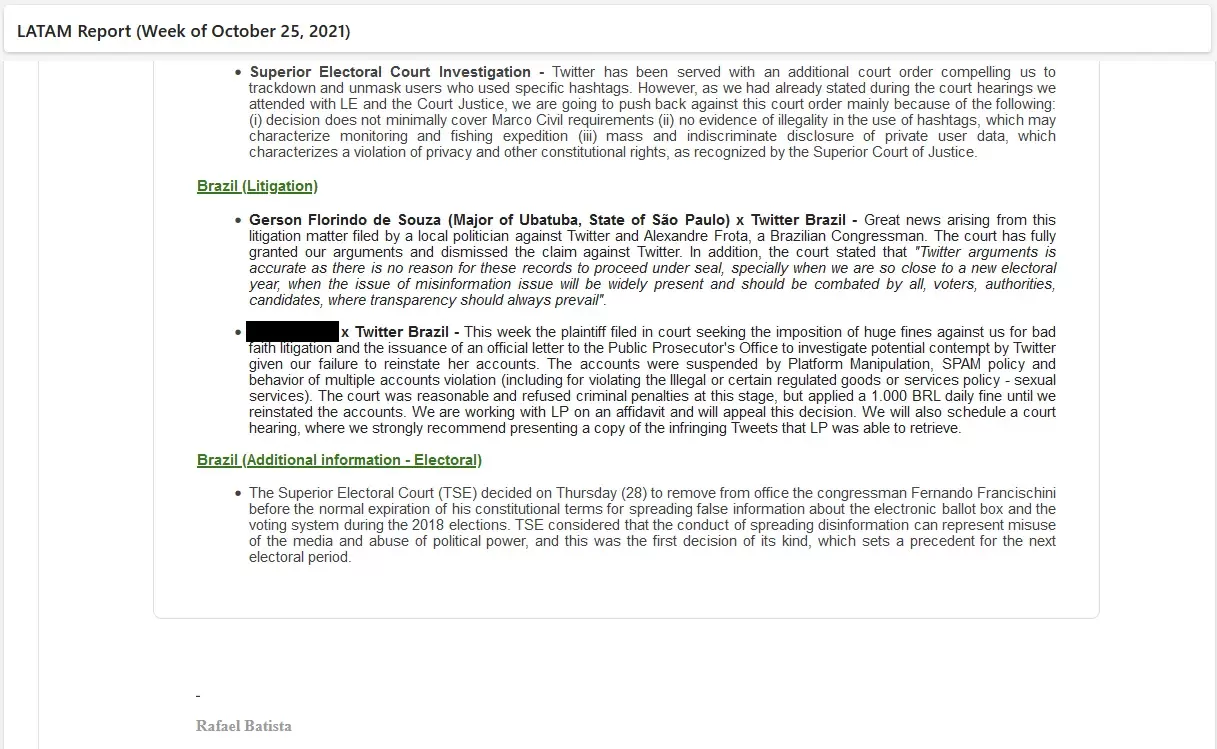 LATAM Report (Week of October 25, 2021)
• Superior Electoral Court Investigation - Twitter has been served with an additional court order compelling us to
trackdown and unmask users who used specific hashtags. However, as we had already stated during the court hearings we
attended with LE and the Court Justice, we are going to push back against this court order mainly because of the following:
(i) decision does not minimally cover Marco Civil requirements (ii) no evidence of illegality in the use of hashtags, which may
characterize monitoring and fishing expedition (iii) mass and indiscriminate disclosure of private user data, which
characterizes a violation of privacy and other constitutional rights, as recognized by the Superior Court of Justice.
Brazil (Litigation)
• Gerson Florindo de Souza (Major of Ubatuba, State of São Paulo) x Twitter Brazil - Great news arising from this
litigation matter filed by a local politician against Twitter and Alexandre Frota, a Brazilian Congressman. The court has fully
granted our arguments and dismissed the claim against Twitter. In addition, the court stated that "Twitter arguments is
accurate as there is no reason for these records to proceed under seal, specially when we are so close to a new electoral
year, when the issue of misinformation issue will be widely present and should be combated by all, voters, authorities,
candidates, where transparency should always prevail".
• x Twitter Brazil - This week the plaintiff filed in court seeking the imposition of huge fines against us for bad
faith litigation and the issuance of an official letter to the Public Prosecutor's Office to investigate potential contempt by Twitter
given our failure to reinstate her accounts. The accounts were suspended by Platform Manipulation, SPAM policy and
behavior of multiple accounts violation (including for violating the Illegal or certain regulated goods or services policy - sexual
services). The court was reasonable and refused criminal penalties at this stage, but applied a 1.000 BRL daily fine until we
reinstated the accounts. We are working with LP on an affidavit and will appeal this decision. We will also schedule a court
hearing, where we strongly recommend presenting a copy of the infringing Tweets that LP was able to retrieve.
Brazil (Additional information - Electoral)
• The Superior Electoral Court (TSE) decided on Thursday (28) to remove from office the congressman Fernando Francischini
before the normal expiration of his constitutional terms for spreading false information about the electronic ballot box and the
voting system during the 2018 elections. TSE considered that the conduct of spreading disinformation can represent misuse
of the media and abuse of political power, and this was the first decision of its kind, which sets a precedent for the next
electoral period.
-
Rafael Batista